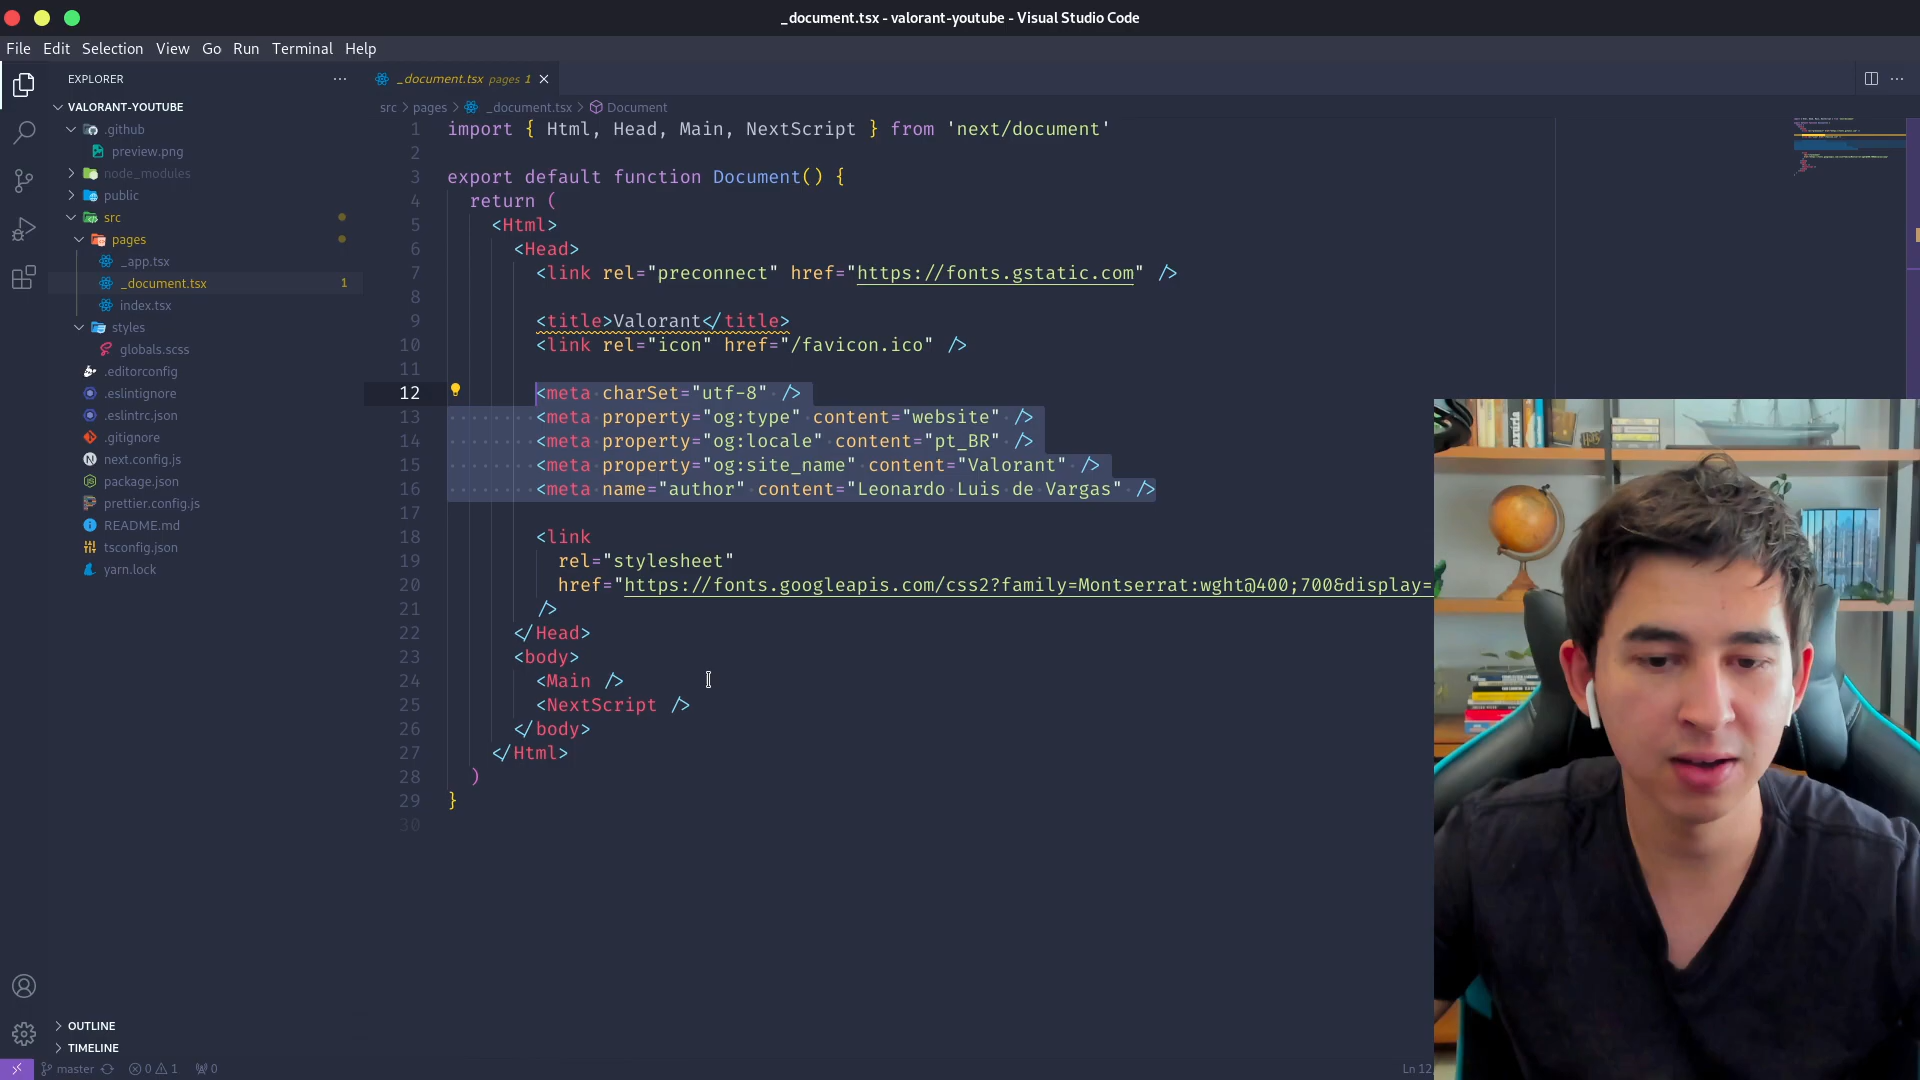 _document.tsx - valorant-youtube - Visual Studio Code
File Edit Selection View Go Run Terminal Help
EXPLORER
VALORANT-YOUTUBE
.github
preview.png
node_modules
public
src
pages
_app.tsx
_document.tsx 1
index.tsx
styles
globals.scss
.editorconfig
.eslintignore
.eslintrc.json
.gitignore
next.config.js
package.json
prettier.config.js
README.md
tsconfig.json
yarn.lock
OUTLINE
TIMELINE
_document.tsx pages 1
src > pages > _document.tsx > Document
1 import { Html, Head, Main, NextScript } from 'next/document'
2
3 export default function Document() {
4 return (
5 <Html>
6 <Head>
7 <link rel="preconnect" href="https://fonts.gstatic.com" />
8
9 <title>Valorant</title>
10 <link rel="icon" href="/favicon.ico" />
11
12 <meta charSet="utf-8" />
13 <meta property="og:type" content="website" />
14 <meta property="og:locale" content="pt_BR" />
15 <meta property="og:site_name" content="Valorant" />
16 <meta name="author" content="Leonardo Luis de Vargas" />
17
18 <link
19 rel="stylesheet"
20 href="https://fonts.googleapis.com/css2?family=Montserrat:wght@400;700&display=
21 />
22 </Head>
23 <body>
24 <Main />
25 <NextScript />
26 </body>
27 </Html>
28 )
29 }
30
master 0 1 0
Ln 12,